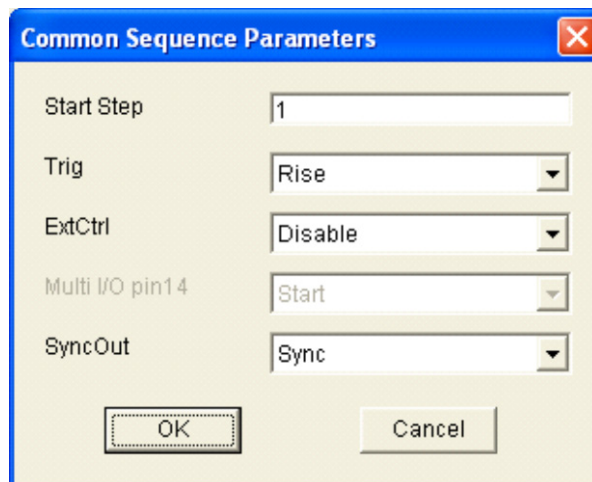 Common Sequence Parameters
Start Step 1
Trig Rise
ExtCtrl Disable
Multi I/O pin14 Start
SyncOut Sync
OK Cancel